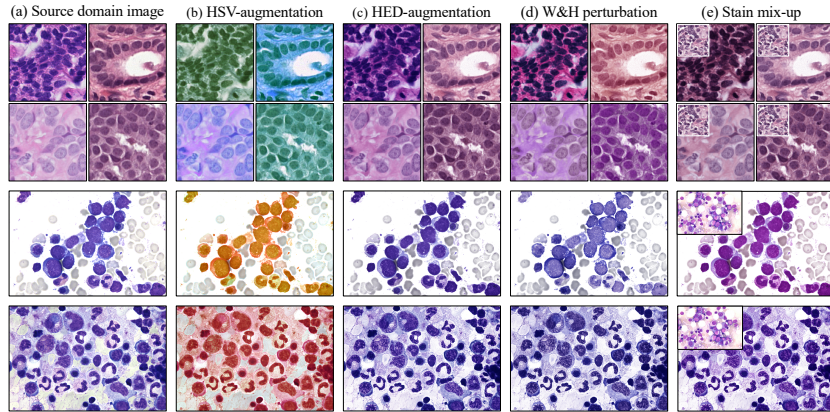 (a) Source domain image
(b) HSV-augmentation
(c) HED-augmentation
(d) W&H perturbation
(e) Stain mix-up